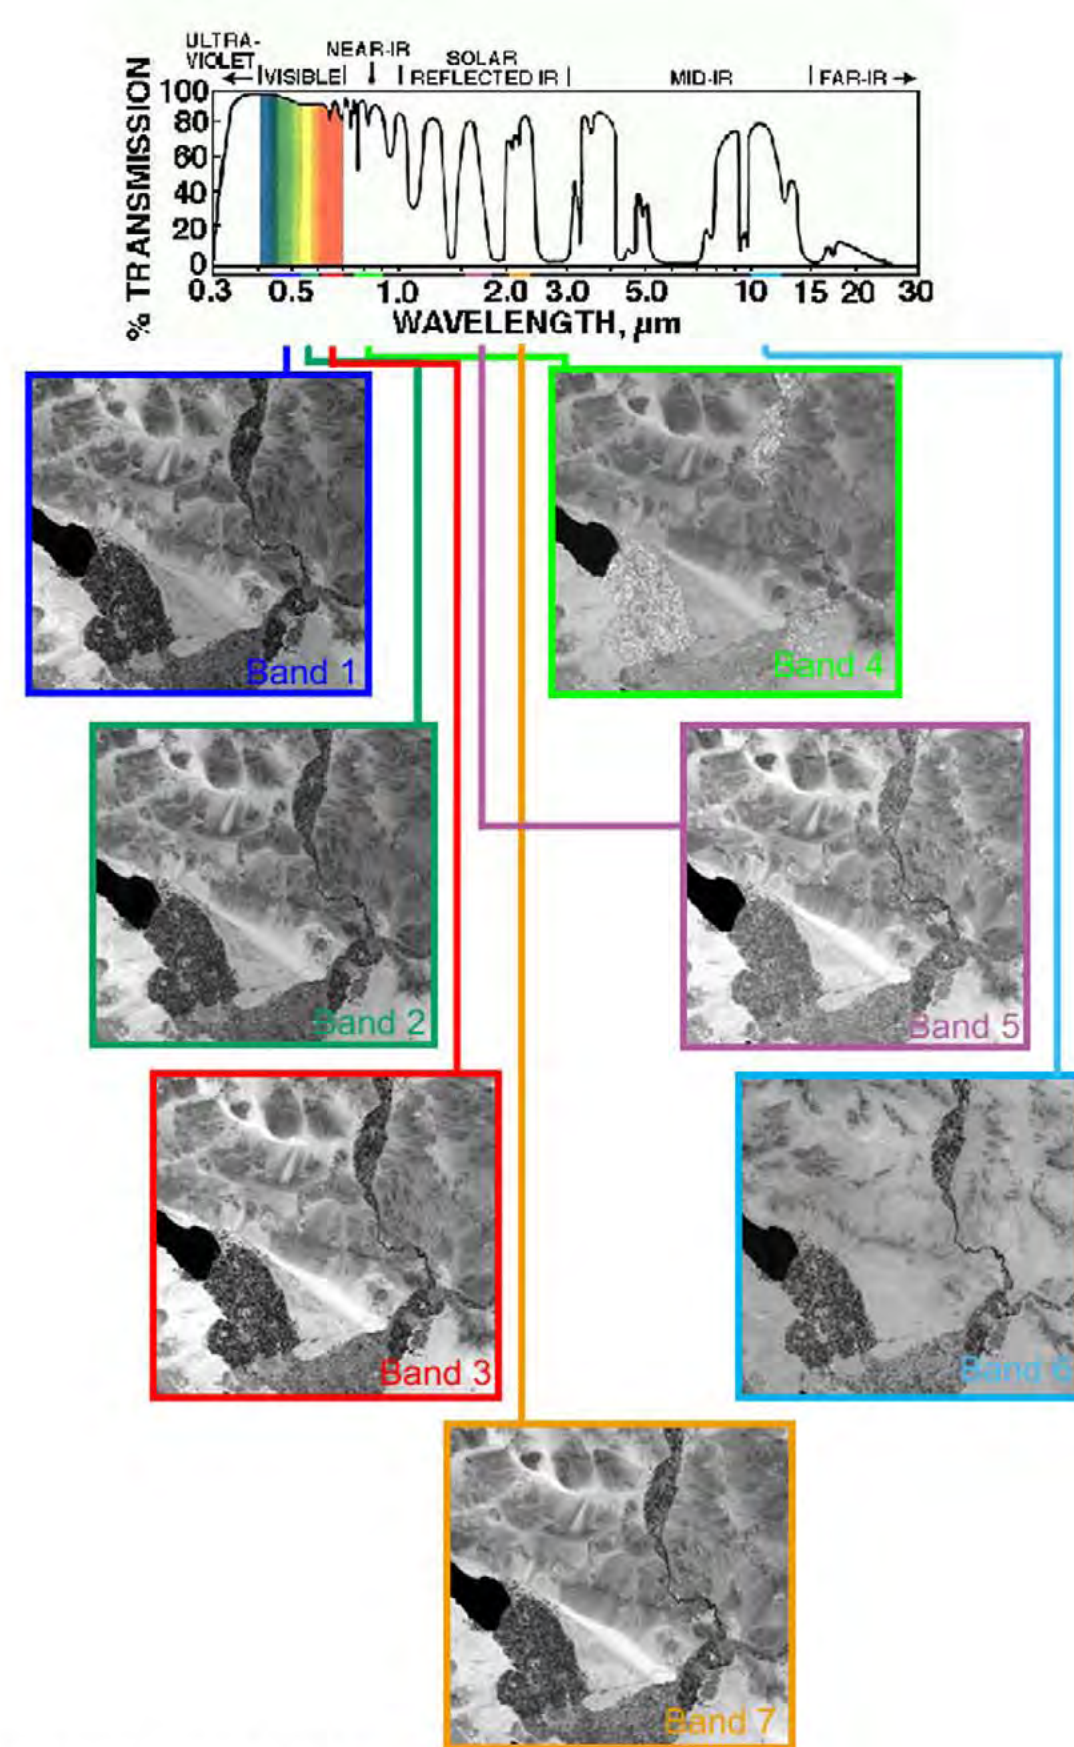 ULTRA-
VIOLET
VISIBLE
NEAR-IR
SOLAR
REFLECTED IR
MID-IR
FAR-IR
% TRANSMISSION
100
80
60
40
20
0
0.3 0.5 1.0 2.0 3.0 5.0 10 15 20 30
WAVELENGTH, µm
Band 1
Band 4
Band 2
Band 5
Band 3
Band 6
Band 7